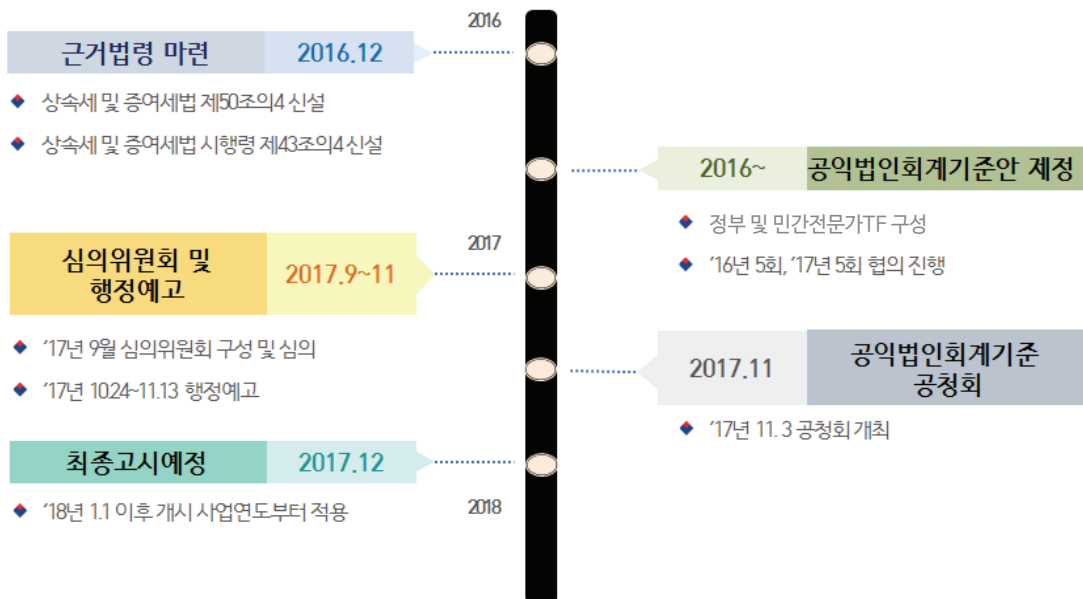 2016
근거법령 마련 2016.12
상속세 및 증여세법 제50조의4 신설
상속세 및 증여세법 시행령 제43조의4 신설
2016~ 공익법인회계기준안 제정
정부 및 민간전문가TF 구성
'16년 5회, '17년 5회 협의 진행
2017
심의위원회 및
행정예고
2017.9~11
'17년 9월 심의위원회 구성 및 심의
'17년 10.24~11.13 행정예고
2017.11
공익법인회계기준
공청회
'17년 11. 3 공청회 개최
최종고시예정 2017.12
'18년 1.1 이후 개시 사업연도부터 적용
2018